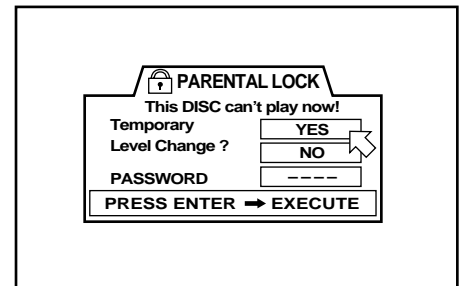 PARENTAL LOCK
This DISC can't play now!
Temporary YES
Level Change ? NO
PASSWORD – – – –
PRESS ENTER ➡ EXECUTE